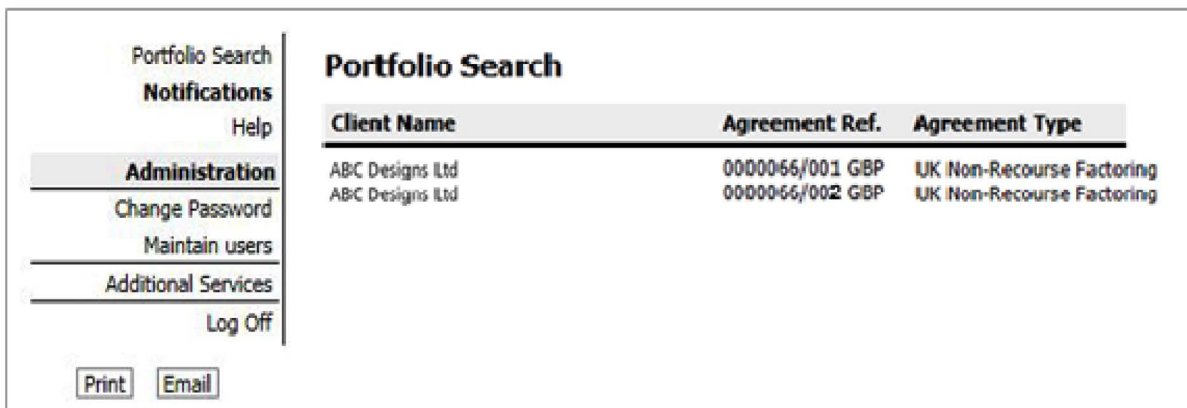 Portfolio Search
Notifications
Help
Administration
Change Password
Maintain users
Additional Services
Log Off
Print Email
Portfolio Search
Client Name Agreement Ref. Agreement Type
ABC Designs Ltd 0000066/001 GBP UK Non-Recourse Factoring
ABC Designs Ltd 0000066/002 GBP UK Non-Recourse Factoring